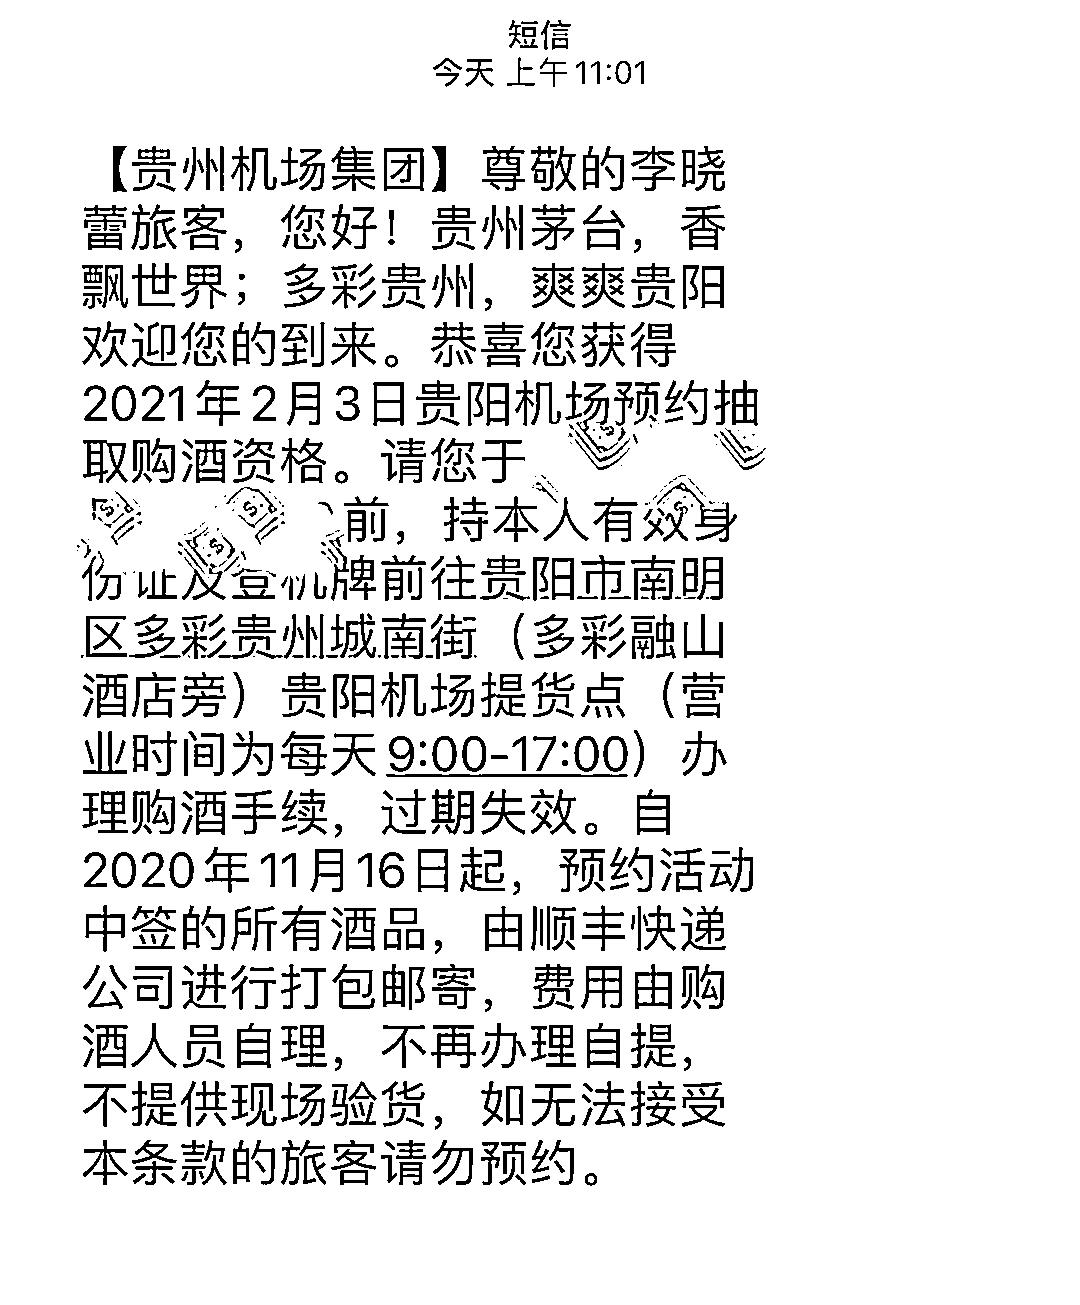 短信
今天 上午11:01
【贵州机场集团】尊敬的李晓
蕾旅客，您好！贵州茅台，香
飘世界；多彩贵州，爽爽贵阳
欢迎您的到来。恭喜您获得
2021年2月3日贵阳机场预约抽
取购酒资格。请您于
前，持本人有效身
份证及登机牌前往贵阳市南明
区多彩贵州城南街（多彩融山
酒店旁）贵阳机场提货点（营
业时间为每天9:00-17:00）办
理购酒手续，过期失效。自
2020年11月16日起，预约活动
中签的所有酒品，由顺丰快递
公司进行打包邮寄，费用由购
酒人员自理，不再办理自提，
不提供现场验货，如无法接受
本条款的旅客请勿预约。